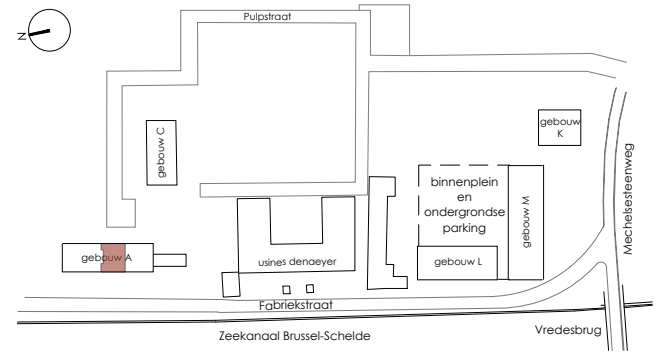 Pulpstraat
N
gebouw C
gebouw
K
Mechelsesteenweg
binnenplein
en
ondergrondse
parking
gebouw M
gebouw A
usines denaeyer
gebouw L
Fabriekstraat
Zeekanaal Brussel-Schelde
Vredesbrug